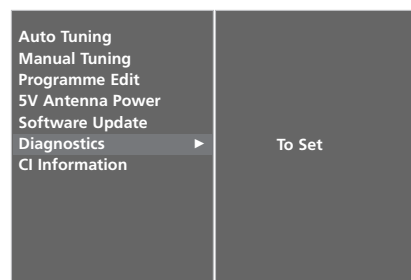 Auto Tuning
Manual Tuning
Programme Edit
5V Antenna Power
Software Update
Diagnostics ►
To Set
CI Information